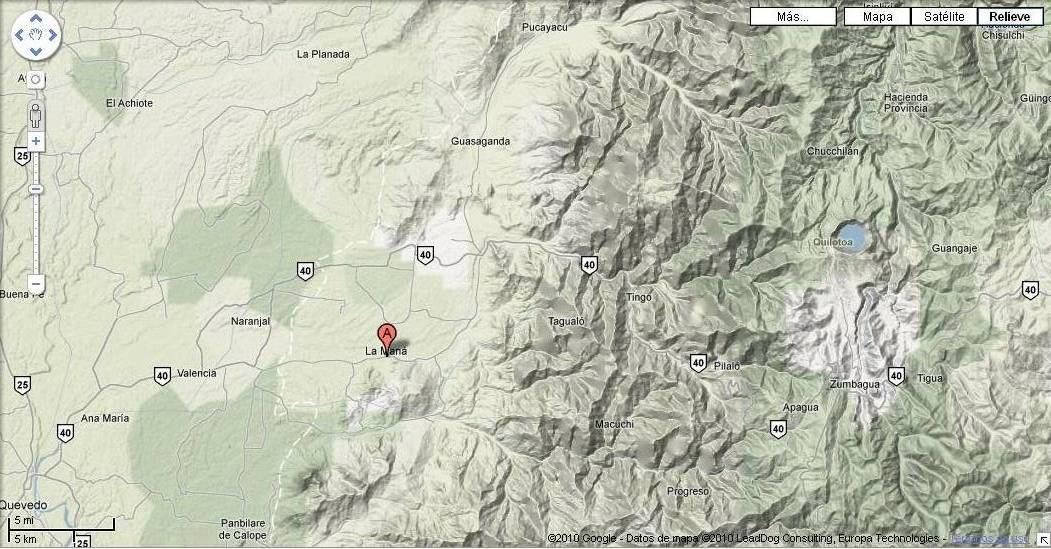 Pucayacu
Más...
Mapa
Satélite
Relieve
Chisulchi
La Planada
El Achiote
Hacienda
Provincia
25
Guasaganda
Chucchilán
40
Quilotoa
Guangaje
40
40
40
Tingo
Naranjal
A
Tagualó
La Maná
40
Valencia
40
Pilaló
40
Tigua
25
Zumbagua
Ana María
Apagua
40
Macuchi
40
Progreso
Quevedo
5 mi
Panbilare
de Calope
5 km
25
©2010 Google - Datos de mapa ©2010 LeadDog Consulting, Europa Technologies -